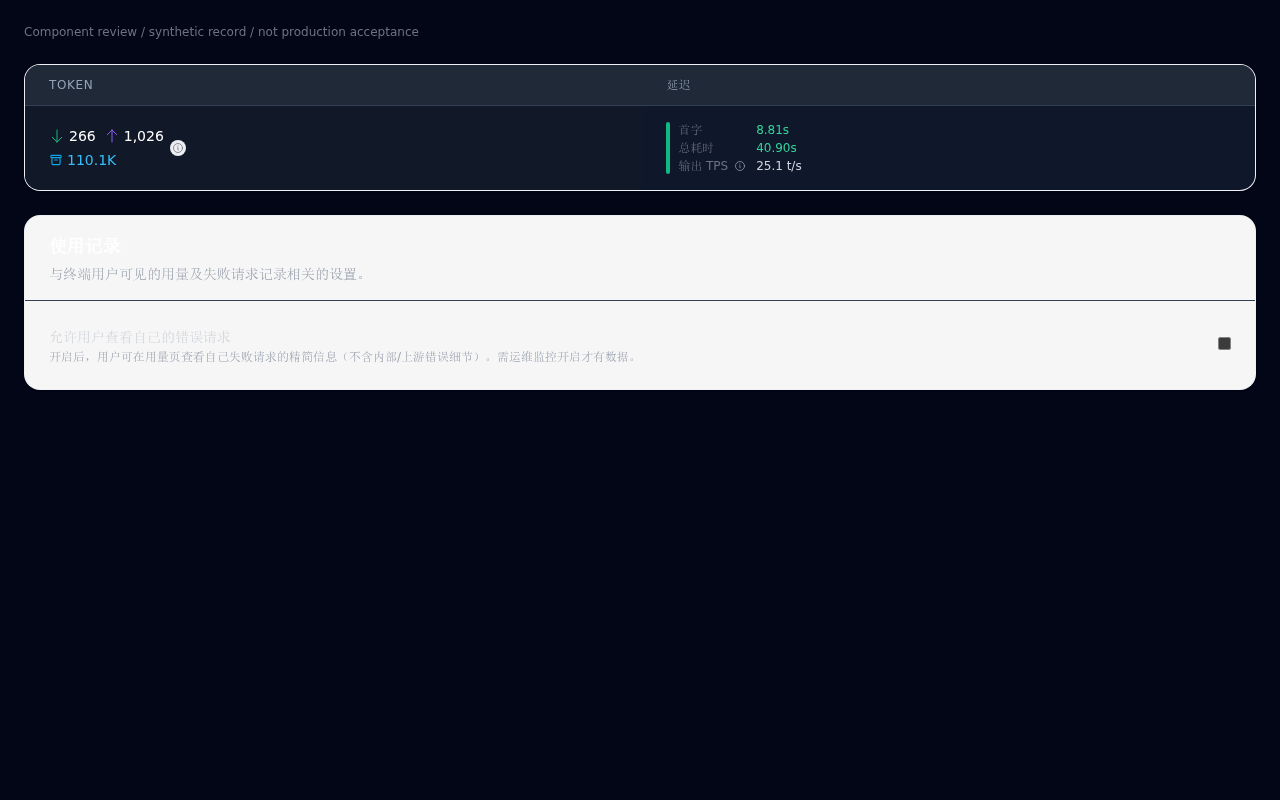 Component review / synthetic record / not production acceptance
TOKEN
延迟
266 1,026
110.1K
首字 8.81s
总耗时 40.90s
输出 TPS 25.1 t/s
使用记录
与终端用户可见的用量及失败请求记录相关的设置。
允许用户查看自己的错误请求
开启后，用户可在用量页查看自己失败请求的精简信息（不含内部/上游错误细节）。需运维监控开启才有数据。